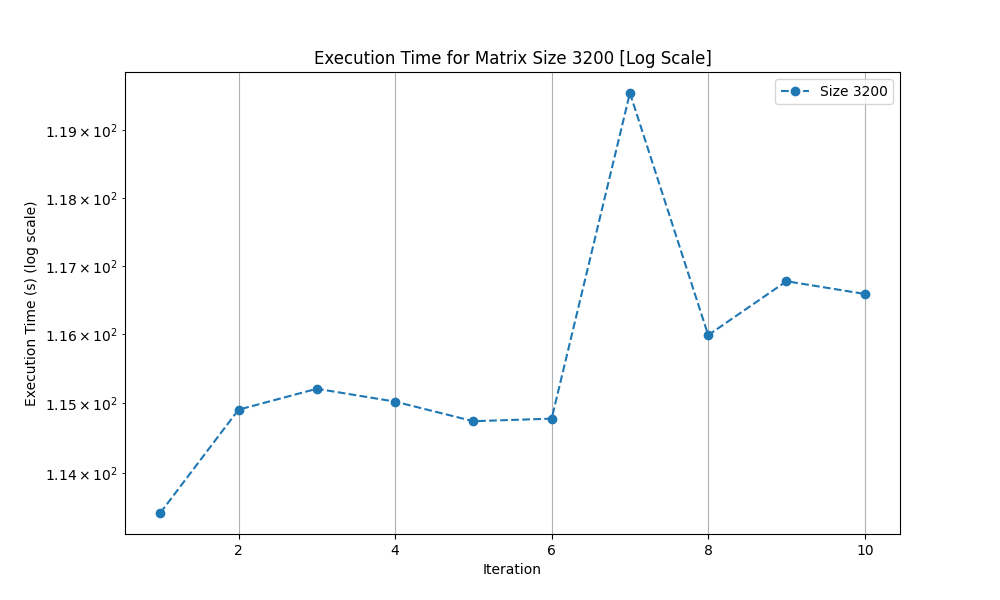 Execution Time for Matrix Size 3200 [Log Scale]
Size 3200
1.19 × 10²
1.18 × 10²
1.17 × 10²
1.16 × 10²
1.15 × 10²
1.14 × 10²
Execution Time (s) (log scale)
2 4 6 8 10
Iteration